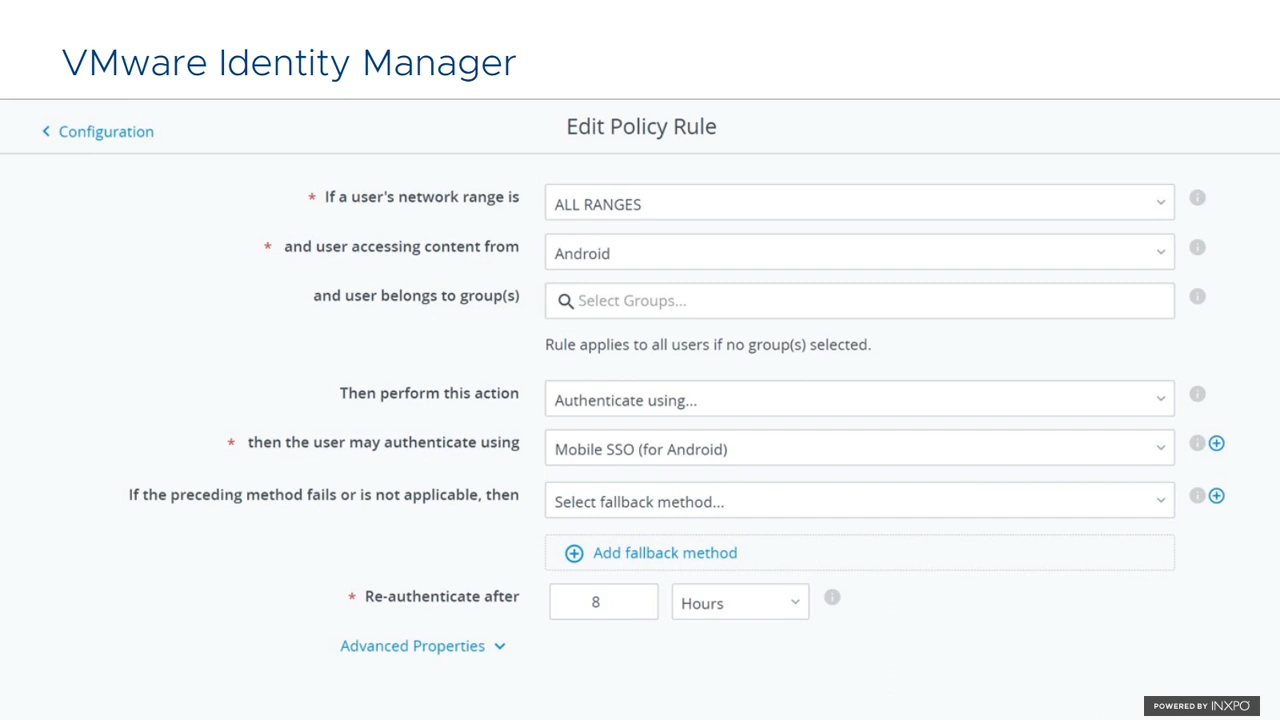 VMware Identity Manager
Configuration
Edit Policy Rule
* If a user's network range is
ALL RANGES
* and user accessing content from
Android
and user belongs to group(s)
Select Groups...
Rule applies to all users if no group(s) selected.
Then perform this action
Authenticate using...
* then the user may authenticate using
Mobile SSO (for Android)
If the preceding method fails or is not applicable, then
Select fallback method...
Add fallback method
* Re-authenticate after
8
Hours
Advanced Properties
POWERED BY INXPO